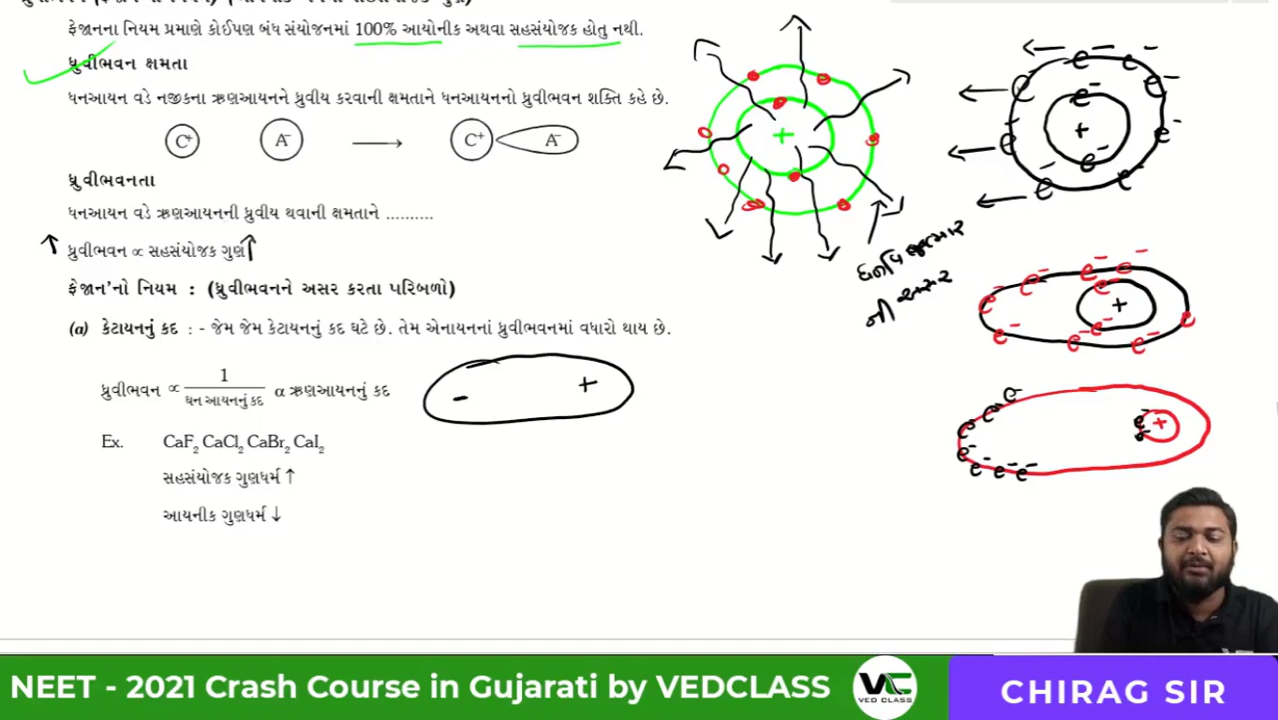 ફેજાનના નિયમ પ્રમાણે કોઈપણ બંધ સંયોજનમાં 100% આયોનીક અથવા સહસંયોજક હોતુ નથી.
ધ્રુવીભવન ક્ષમતા
ધનઆયન વડે નજીકના ઋણઆયનને ધ્રુવીય કરવાની ક્ષમતાને ધનઆયનનો ધ્રુવીભવન શક્તિ કહે છે.
C⁺ A⁻ ⟶ C⁺ A⁻
ધ્રુવીભવનતા
ધનઆયન વડે ઋણઆયનની ધ્રુવીય થવાની ક્ષમતાને ..........
↑ ધ્રુવીભવન ∝ સહસંયોજક ગુણ ↑
ફેજાન'નો નિયમ : (ધ્રુવીભવનને અસર કરતા પરિબળો)
(a) કેટાયનનું કદ : - જેમ જેમ કેટાયનનું કદ ઘટે છે. તેમ એનાયનનાં ધ્રુવીભવનમાં વધારો થાય છે.
ધ્રુવીભવન ∝ 1 / ધન આયનનું કદ α ઋણઆયનનું કદ
- +
Ex. CaF₂ CaCl₂ CaBr₂ CaI₂
સહસંયોજક ગુણધર્મ ↑
આયનીક ગુણધર્મ ↓
+
e⁻ e⁻ e⁻ e⁻ e⁻ e⁻ e⁻ e⁻ e⁻ e⁻ +
e⁻ e⁻ e⁻ e⁻ e⁻ e⁻ e⁻ e⁻ e⁻ e⁻ +
e⁻ e⁻ e⁻ e⁻ e⁻ e⁻ e⁻ e⁻ e⁻ +
NEET - 2021 Crash Course in Gujarati by VEDCLASS
VC
VED CLASS
CHIRAG SIR